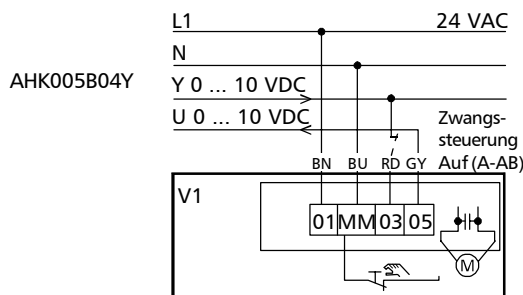 L1 24 VAC
N
AHK005B04Y
Y 0 ... 10 VDC
U 0 ... 10 VDC
Zwangs-
steuerung
Auf (A-AB)
BN BU RD GY
V1
01 MM 03 05
M